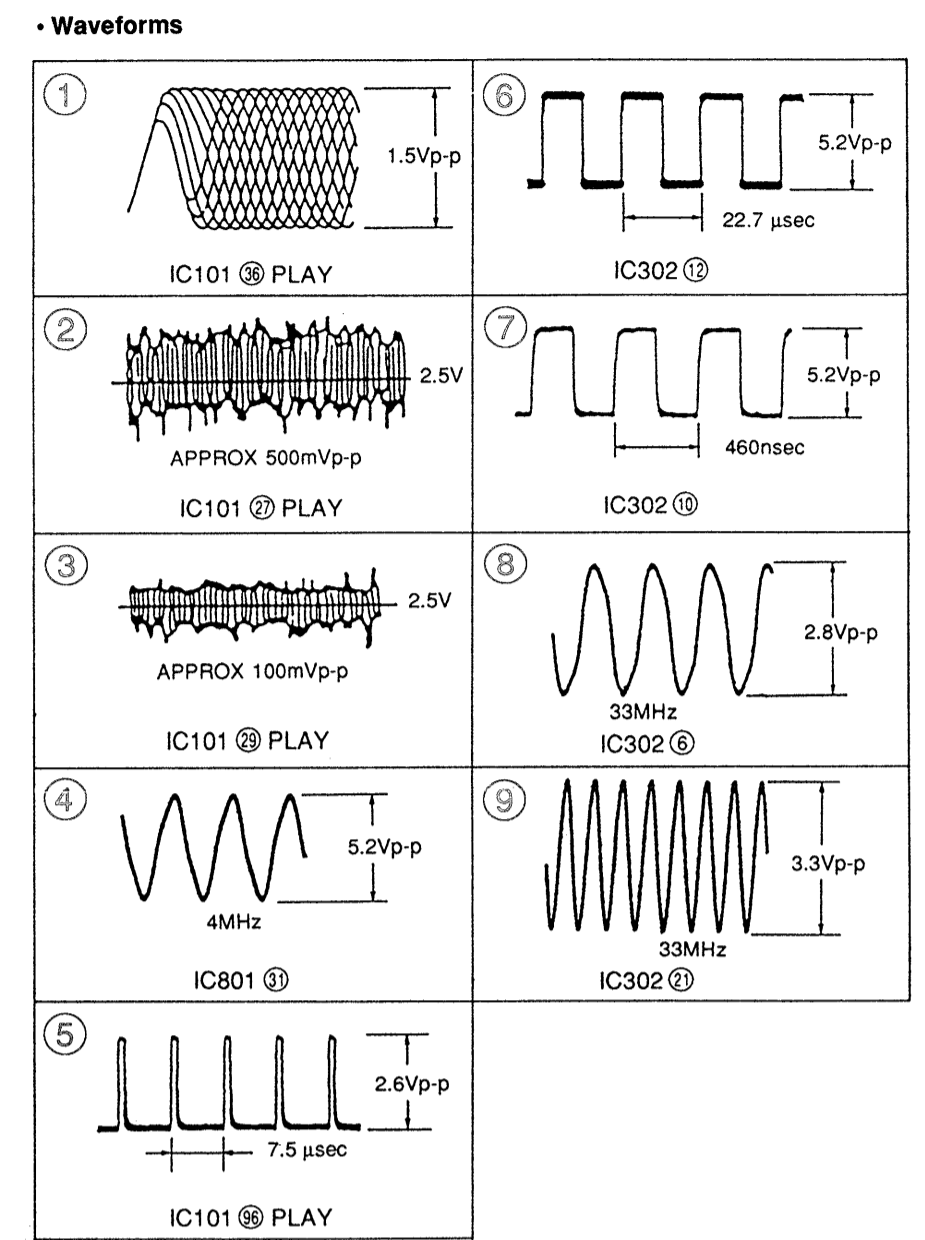 • Waveforms
①
1.5Vp-p
IC101 ㊱ PLAY
②
2.5V
APPROX 500mVp-p
IC101 ㉗ PLAY
③
2.5V
APPROX 100mVp-p
IC101 ㉙ PLAY
④
5.2Vp-p
4MHz
IC801 ㉛
⑤
2.6Vp-p
7.5 μsec
IC101 (96) PLAY
⑥
5.2Vp-p
22.7 μsec
IC302 ⑫
⑦
5.2Vp-p
460nsec
IC302 ⑩
⑧
2.8Vp-p
33MHz
IC302 ⑥
⑨
3.3Vp-p
33MHz
IC302 ㉑